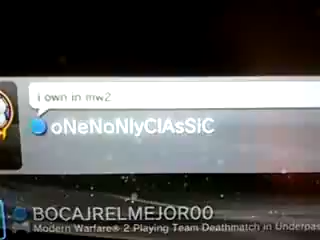 i own in mw2
oNeNoNlyClAsSiC
BOCAJRELMEJOR00
Modern Warfare® 2 Playing Team Deathmatch in Underpas